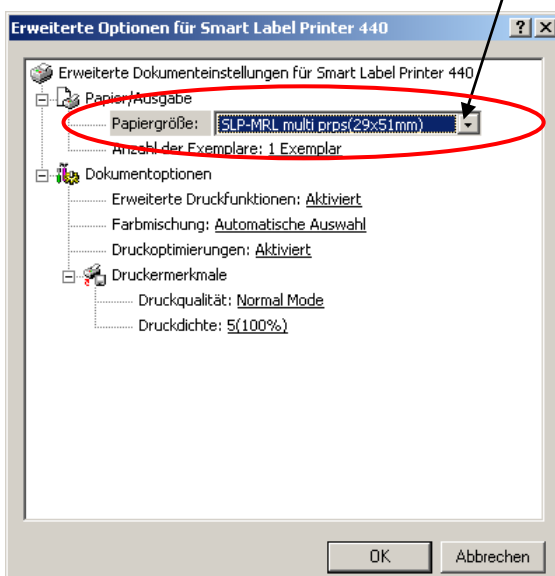 Erweiterte Optionen für Smart Label Printer 440
Erweiterte Dokumenteinstellungen für Smart Label Printer 440
Papier/Ausgabe
Papiergröße: SLP-MRL multi prps(29x51mm)
Anzahl der Exemplare: 1 Exemplar
Dokumentoptionen
Erweiterte Druckfunktionen: Aktiviert
Farbmischung: Automatische Auswahl
Druckoptimierungen: Aktiviert
Druckermerkmale
Druckqualität: Normal Mode
Druckdichte: 5(100%)
OK Abbrechen